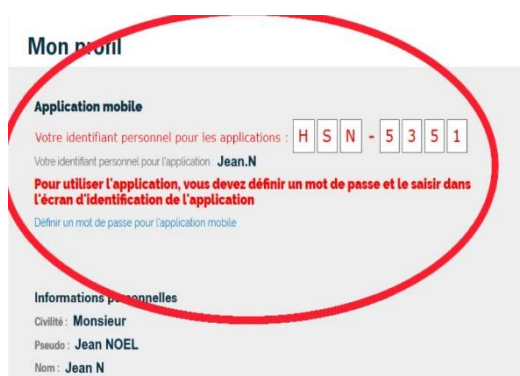 Mon profil
Application mobile
Votre identifiant personnel pour les applications : H S N - 5 3 5 1
Votre identifiant personnel pour l'application : Jean.N
Pour utiliser l'application, vous devez définir un mot de passe et le saisir dans
l'écran d'identification de l'application
Définir un mot de passe pour l'application mobile
Informations personnelles
Civilité : Monsieur
Pseudo : Jean NOEL
Nom : Jean N